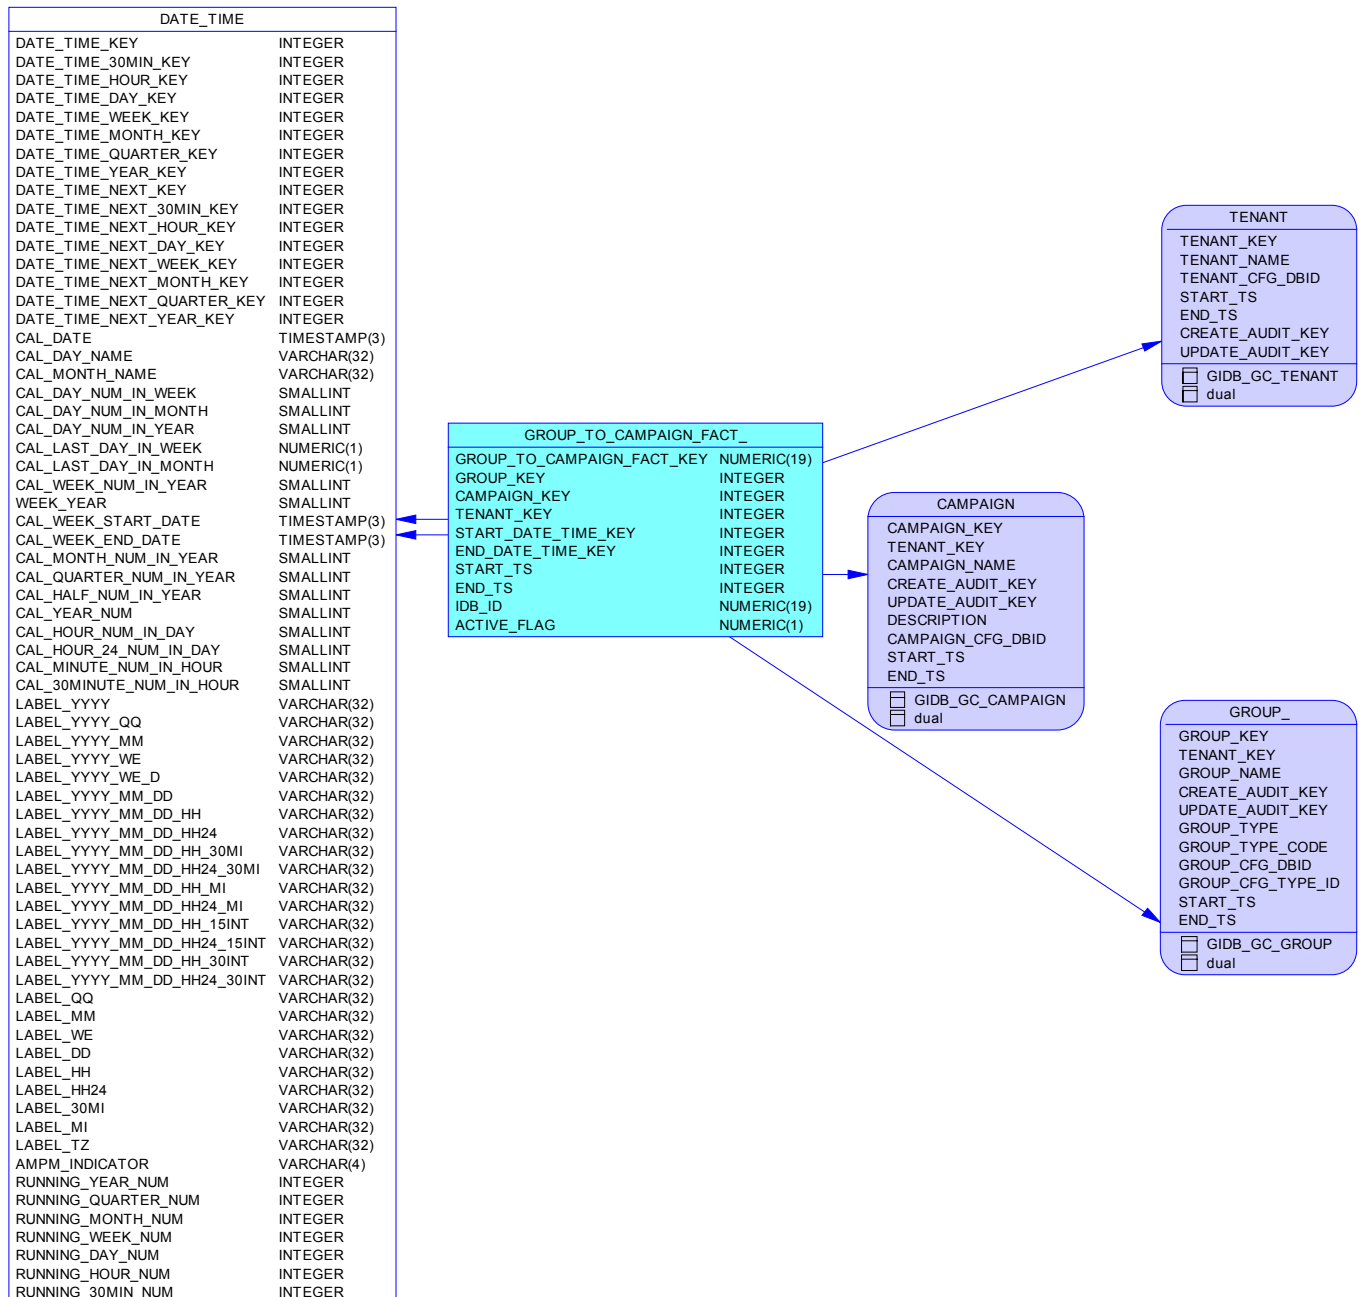 DATE_TIME
DATE_TIME_KEY INTEGER
DATE_TIME_30MIN_KEY INTEGER
DATE_TIME_HOUR_KEY INTEGER
DATE_TIME_DAY_KEY INTEGER
DATE_TIME_WEEK_KEY INTEGER
DATE_TIME_MONTH_KEY INTEGER
DATE_TIME_QUARTER_KEY INTEGER
DATE_TIME_YEAR_KEY INTEGER
DATE_TIME_NEXT_KEY INTEGER
DATE_TIME_NEXT_30MIN_KEY INTEGER
DATE_TIME_NEXT_HOUR_KEY INTEGER
DATE_TIME_NEXT_DAY_KEY INTEGER
DATE_TIME_NEXT_WEEK_KEY INTEGER
DATE_TIME_NEXT_MONTH_KEY INTEGER
DATE_TIME_NEXT_QUARTER_KEY INTEGER
DATE_TIME_NEXT_YEAR_KEY INTEGER
CAL_DATE TIMESTAMP(3)
CAL_DAY_NAME VARCHAR(32)
CAL_MONTH_NAME VARCHAR(32)
CAL_DAY_NUM_IN_WEEK SMALLINT
CAL_DAY_NUM_IN_MONTH SMALLINT
CAL_DAY_NUM_IN_YEAR SMALLINT
CAL_LAST_DAY_IN_WEEK NUMERIC(1)
CAL_LAST_DAY_IN_MONTH NUMERIC(1)
CAL_WEEK_NUM_IN_YEAR SMALLINT
WEEK_YEAR SMALLINT
CAL_WEEK_START_DATE TIMESTAMP(3)
CAL_WEEK_END_DATE TIMESTAMP(3)
CAL_MONTH_NUM_IN_YEAR SMALLINT
CAL_QUARTER_NUM_IN_YEAR SMALLINT
CAL_HALF_NUM_IN_YEAR SMALLINT
CAL_YEAR_NUM SMALLINT
CAL_HOUR_NUM_IN_DAY SMALLINT
CAL_HOUR_24_NUM_IN_DAY SMALLINT
CAL_MINUTE_NUM_IN_HOUR SMALLINT
CAL_30MINUTE_NUM_IN_HOUR SMALLINT
LABEL_YYYY VARCHAR(32)
LABEL_YYYY_QQ VARCHAR(32)
LABEL_YYYY_MM VARCHAR(32)
LABEL_YYYY_WE VARCHAR(32)
LABEL_YYYY_WE_D VARCHAR(32)
LABEL_YYYY_MM_DD VARCHAR(32)
LABEL_YYYY_MM_DD_HH VARCHAR(32)
LABEL_YYYY_MM_DD_HH24 VARCHAR(32)
LABEL_YYYY_MM_DD_HH_30MI VARCHAR(32)
LABEL_YYYY_MM_DD_HH24_30MI VARCHAR(32)
LABEL_YYYY_MM_DD_HH_MI VARCHAR(32)
LABEL_YYYY_MM_DD_HH24_MI VARCHAR(32)
LABEL_YYYY_MM_DD_HH_15INT VARCHAR(32)
LABEL_YYYY_MM_DD_HH24_15INT VARCHAR(32)
LABEL_YYYY_MM_DD_HH_30INT VARCHAR(32)
LABEL_YYYY_MM_DD_HH24_30INT VARCHAR(32)
LABEL_QQ VARCHAR(32)
LABEL_MM VARCHAR(32)
LABEL_WE VARCHAR(32)
LABEL_DD VARCHAR(32)
LABEL_HH VARCHAR(32)
LABEL_HH24 VARCHAR(32)
LABEL_30MI VARCHAR(32)
LABEL_MI VARCHAR(32)
LABEL_TZ VARCHAR(32)
AMPM_INDICATOR VARCHAR(4)
RUNNING_YEAR_NUM INTEGER
RUNNING_QUARTER_NUM INTEGER
RUNNING_MONTH_NUM INTEGER
RUNNING_WEEK_NUM INTEGER
RUNNING_DAY_NUM INTEGER
RUNNING_HOUR_NUM INTEGER
RUNNING_30MIN_NUM INTEGER
GROUP_TO_CAMPAIGN_FACT_
GROUP_TO_CAMPAIGN_FACT_KEY NUMERIC(19)
GROUP_KEY INTEGER
CAMPAIGN_KEY INTEGER
TENANT_KEY INTEGER
START_DATE_TIME_KEY INTEGER
END_DATE_TIME_KEY INTEGER
START_TS INTEGER
END_TS INTEGER
IDB_ID NUMERIC(19)
ACTIVE_FLAG NUMERIC(1)
TENANT
TENANT_KEY
TENANT_NAME
TENANT_CFG_DBID
START_TS
END_TS
CREATE_AUDIT_KEY
UPDATE_AUDIT_KEY
GIDB_GC_TENANT
dual
CAMPAIGN
CAMPAIGN_KEY
TENANT_KEY
CAMPAIGN_NAME
CREATE_AUDIT_KEY
UPDATE_AUDIT_KEY
DESCRIPTION
CAMPAIGN_CFG_DBID
START_TS
END_TS
GIDB_GC_CAMPAIGN
dual
GROUP_
GROUP_KEY
TENANT_KEY
GROUP_NAME
CREATE_AUDIT_KEY
UPDATE_AUDIT_KEY
GROUP_TYPE
GROUP_TYPE_CODE
GROUP_CFG_DBID
GROUP_CFG_TYPE_ID
START_TS
END_TS
GIDB_GC_GROUP
dual